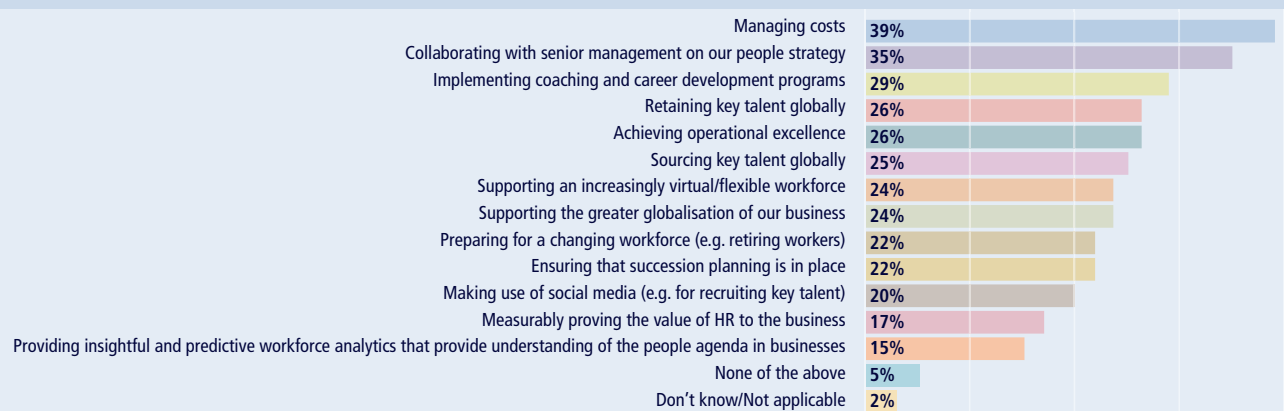 Managing costs 39%
Collaborating with senior management on our people strategy 35%
Implementing coaching and career development programs 29%
Retaining key talent globally 26%
Achieving operational excellence 26%
Sourcing key talent globally 25%
Supporting an increasingly virtual/flexible workforce 24%
Supporting the greater globalisation of our business 24%
Preparing for a changing workforce (e.g. retiring workers) 22%
Ensuring that succession planning is in place 22%
Making use of social media (e.g. for recruiting key talent) 20%
Measurably proving the value of HR to the business 17%
Providing insightful and predictive workforce analytics that provide understanding of the people agenda in businesses 15%
None of the above 5%
Don't know/Not applicable 2%